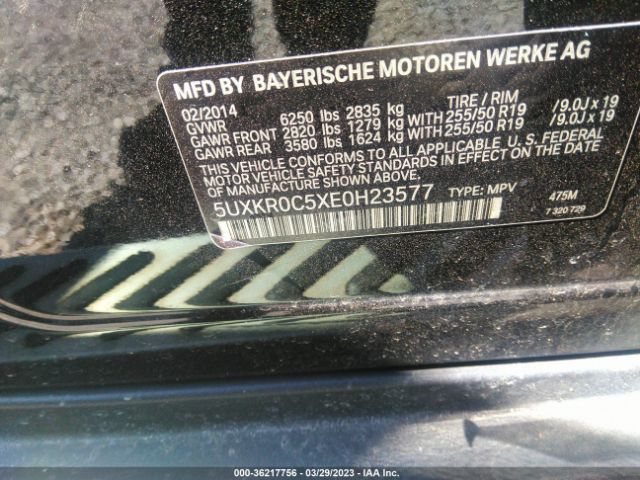 MFD BY BAYERISCHE MOTOREN WERKE AG
02/2014 TIRE / RIM
GVWR 6250 lbs 2835 kg
GAWR FRONT 2820 lbs 1279 kg WITH 255/50 R19 /9.0J x 19
GAWR REAR 3580 lbs 1624 kg WITH 255/50 R19 /9.0J x 19
THIS VEHICLE CONFORMS TO ALL APPLICABLE U. S. FEDERAL
MOTOR VEHICLE SAFETY STANDARDS IN EFFECT ON THE DATE
OF MANUFACTURE SHOWN ABOVE.
5UXKR0C5XE0H23577 TYPE: MPV 475M
7 320 729
000-36217756 — 03/29/2023 — IAA Inc.